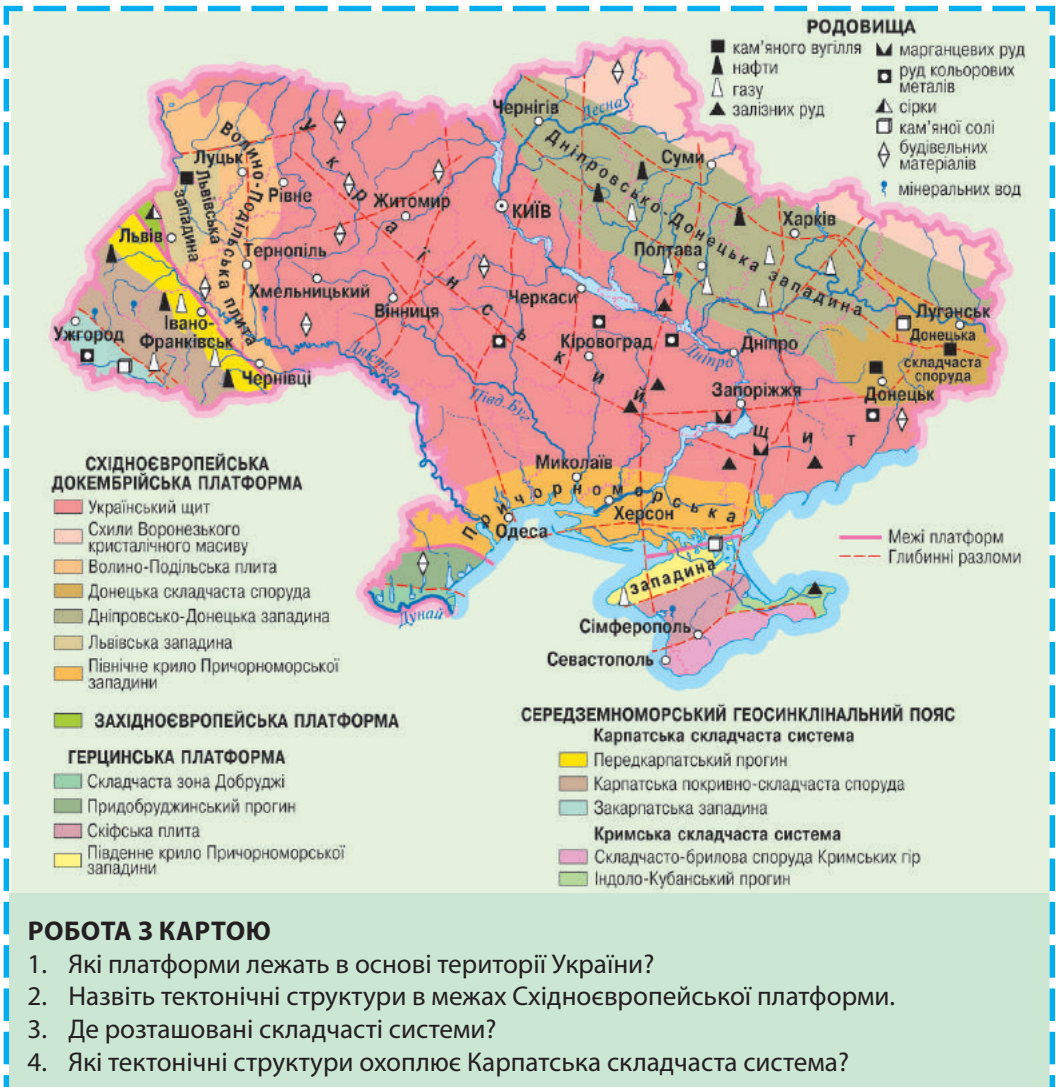 РОДОВИЩА
кам'яного вугілля
нафти
газу
залізних руд
марганцевих руд
руд кольорових
металів
сірки
кам'яної солі
будівельних
матеріалів
мінеральних вод
Чернігів
Десна
Суми
Луцьк
Рівне
Житомир
КИЇВ
Харків
Львів
Тернопіль
Полтава
Хмельницький
Вінниця
Черкаси
Луганськ
Ужгород
Івано-
Франківськ
Чернівці
Кіровоград
Дніпро
Дніпро
Донецька
складчаста
споруда
Донецьк
Запоріжжя
Дністер
Півд. Буг
Миколаїв
Херсон
Одеса
Дунай
Сімферополь
Севастополь
Волино-Подільська плита
Львівська
западина
Український щит
Дніпровсько-Донецька западина
Причорноморська
западина
СХІДНОЄВРОПЕЙСЬКА
ДОКЕМБРІЙСЬКА ПЛАТФОРМА
Український щит
Схили Воронезького
кристалічного масиву
Волино-Подільська плита
Донецька складчаста споруда
Дніпровсько-Донецька западина
Львівська западина
Північне крило Причорноморської
западини
ЗАХІДНОЄВРОПЕЙСЬКА ПЛАТФОРМА
ГЕРЦИНСЬКА ПЛАТФОРМА
Складчаста зона Добруджі
Придобруджинський прогин
Скіфська плита
Південне крило Причорноморської
западини
Межі платформ
Глибинні разломи
СЕРЕДЗЕМНОМОРСЬКИЙ ГЕОСИНКЛІНАЛЬНИЙ ПОЯС
Карпатська складчаста система
Передкарпатський прогин
Карпатська покривно-складчаста споруда
Закарпатська западина
Кримська складчаста система
Складчасто-брилова споруда Кримських гір
Індоло-Кубанський прогин
РОБОТА З КАРТОЮ
1. Які платформи лежать в основі території України?
2. Назвіть тектонічні структури в межах Східноєвропейської платформи.
3. Де розташовані складчасті системи?
4. Які тектонічні структури охоплює Карпатська складчаста система?